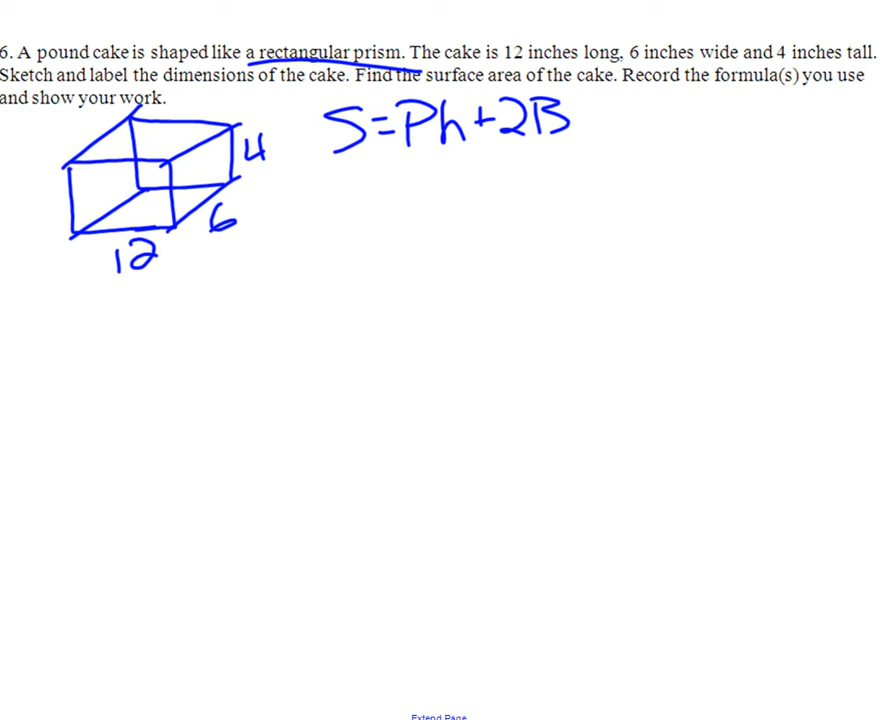 6. A pound cake is shaped like a rectangular prism. The cake is 12 inches long, 6 inches wide and 4 inches tall.
Sketch and label the dimensions of the cake. Find the surface area of the cake. Record the formula(s) you use
and show your work.
S=Ph+2B
4
6
12
Extend Page